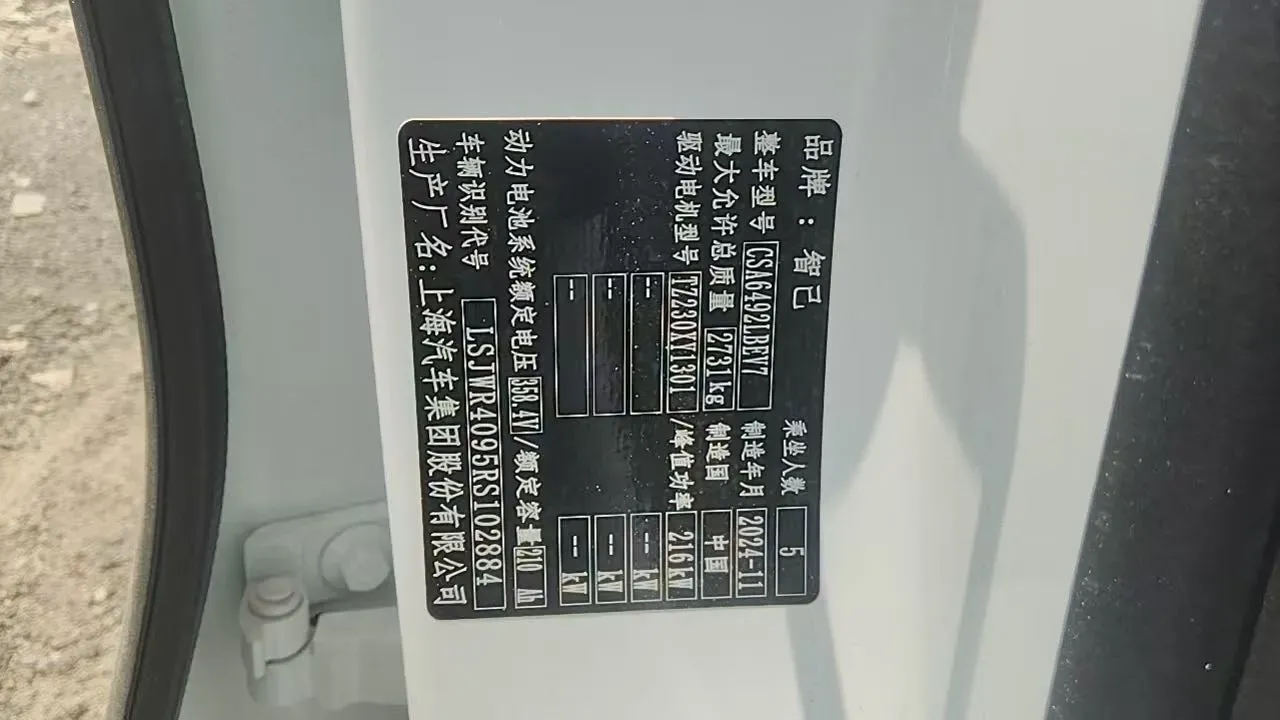 品牌：智己 乘坐人数 5
整车型号 CSA6492LBEV7 制造年月 2024-11
最大允许总质量 2731kg 制造国 中国
驱动电机型号 TZ230XY1301 /峰值功率 216kW
-- -- kW
-- -- kW
-- -- kW
动力电池系统额定电压 358.4V /额定容量 210 Ah
车辆识别代号 LSJWR4095RS102884
生产厂名:上海汽车集团股份有限公司